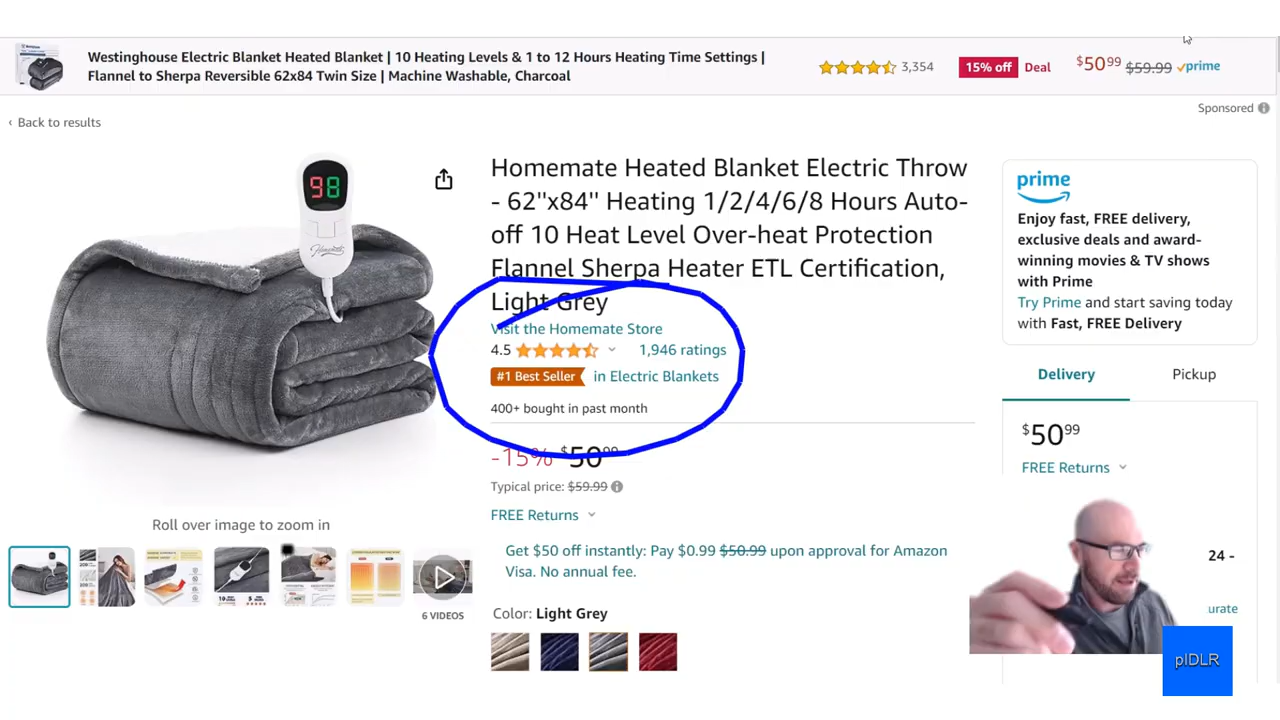 Westinghouse Electric Blanket Heated Blanket | 10 Heating Levels & 1 to 12 Hours Heating Time Settings |
Flannel to Sherpa Reversible 62x84 Twin Size | Machine Washable, Charcoal
3,354
15% off Deal
$50⁹⁹ $59.99 prime
Sponsored
‹ Back to results
98
Homemate Heated Blanket Electric Throw
- 62"x84" Heating 1/2/4/6/8 Hours Auto-
off 10 Heat Level Over-heat Protection
Flannel Sherpa Heater ETL Certification,
Light Grey
Visit the Homemate Store
4.5 1,946 ratings
#1 Best Seller in Electric Blankets
400+ bought in past month
-15% $50⁹⁹
Typical price: $59.99
FREE Returns
Get $50 off instantly: Pay $0.99 $50.99 upon approval for Amazon
Visa. No annual fee.
Color: Light Grey
Roll over image to zoom in
6 VIDEOS
prime
Enjoy fast, FREE delivery,
exclusive deals and award-
winning movies & TV shows
with Prime
Try Prime and start saving today
with Fast, FREE Delivery
Delivery Pickup
$50⁹⁹
FREE Returns
24 -
urate
pIDLR